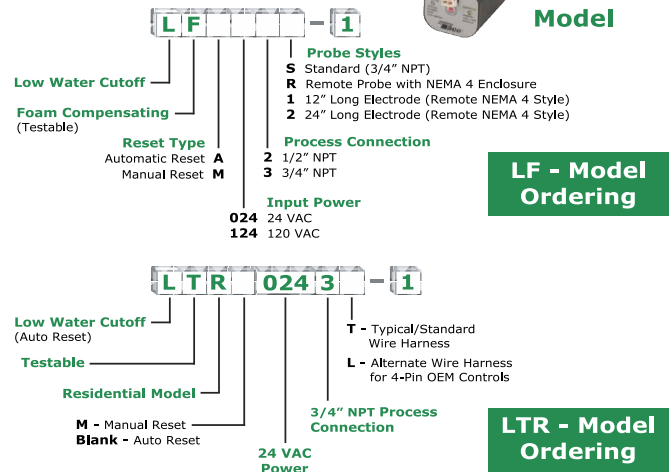 Model
L F - 1
Probe Styles
S Standard (3/4" NPT)
R Remote Probe with NEMA 4 Enclosure
1 12" Long Electrode (Remote NEMA 4 Style)
2 24" Long Electrode (Remote NEMA 4 Style)
Low Water Cutoff
Foam Compensating
(Testable)
Reset Type
Automatic Reset A
Manual Reset M
Process Connection
2 1/2" NPT
3 3/4" NPT
Input Power
024 24 VAC
124 120 VAC
LF - Model
Ordering
L T R 024 3 - 1
Low Water Cutoff
(Auto Reset)
Testable
Residential Model
M - Manual Reset
Blank - Auto Reset
24 VAC
Power
3/4" NPT Process
Connection
T - Typical/Standard
Wire Harness
L - Alternate Wire Harness
for 4-Pin OEM Controls
LTR - Model
Ordering